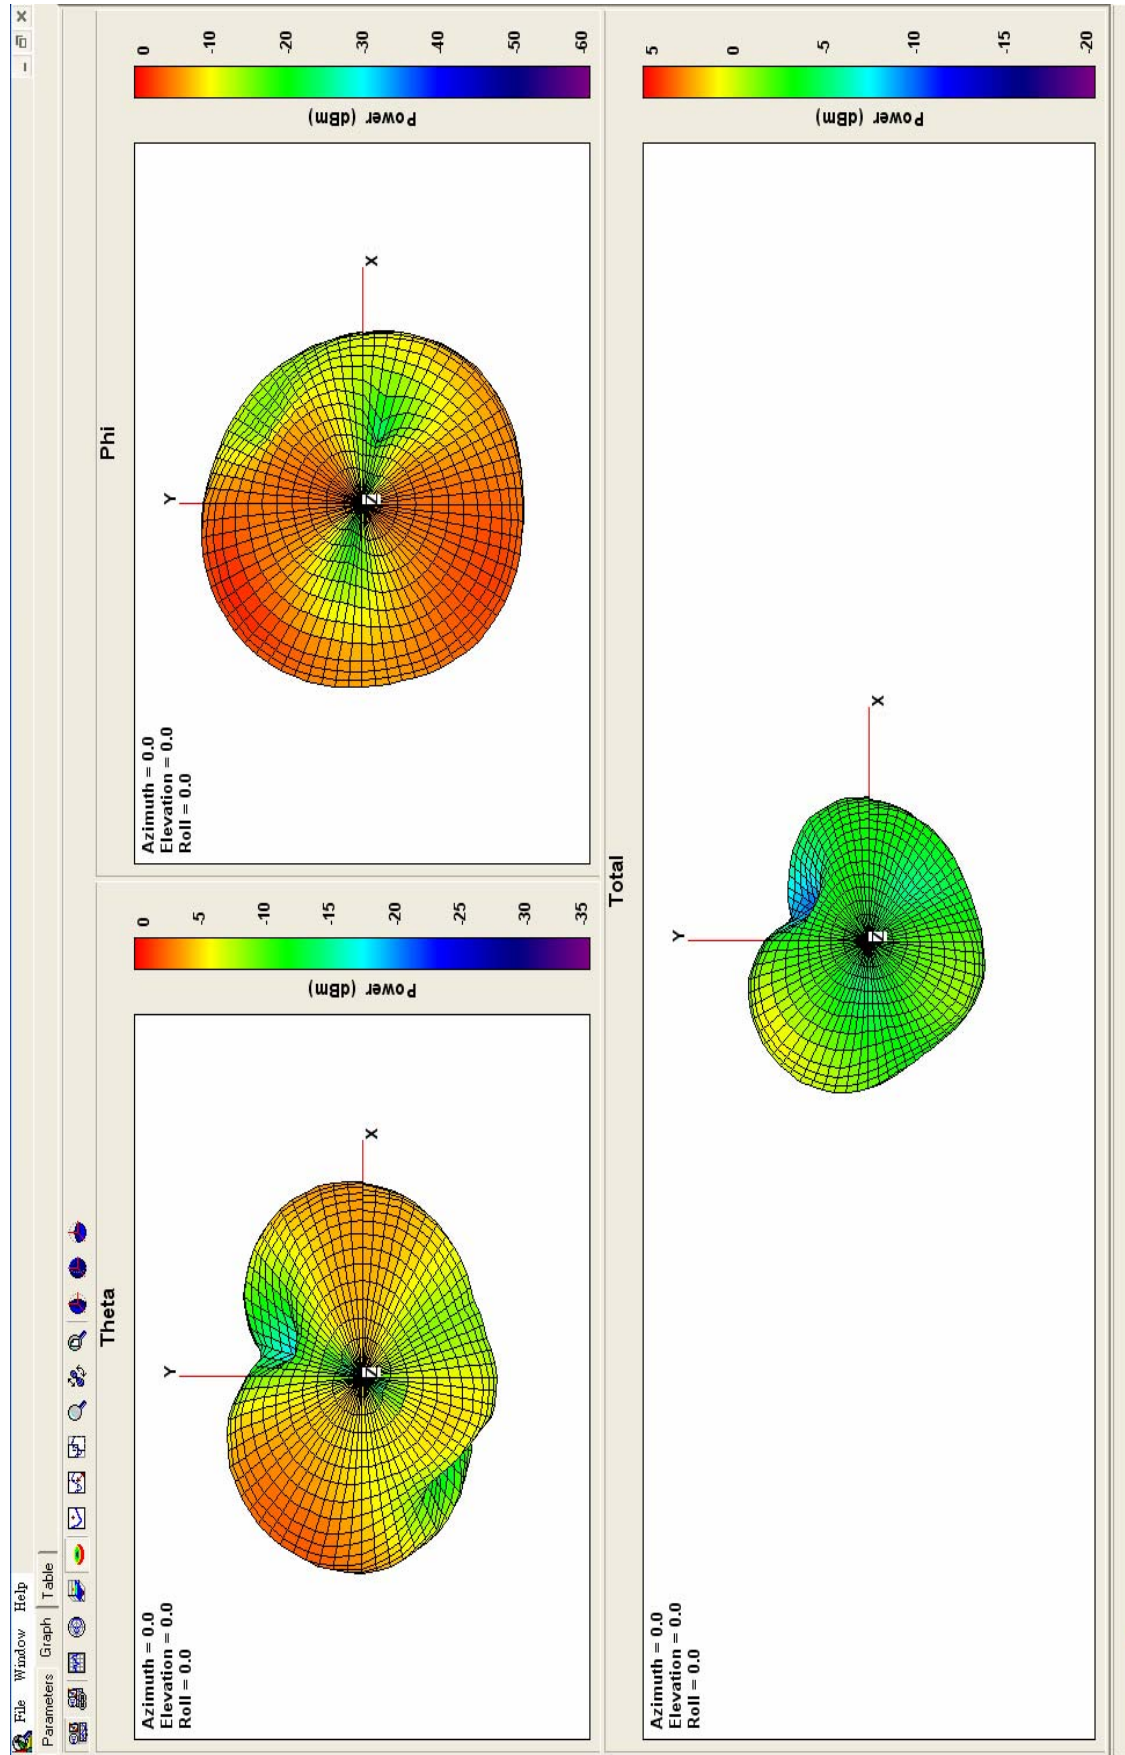 File Window Help
Parameters Graph Table
Theta
Azimuth = 0.0
Elevation = 0.0
Roll = 0.0
Y
X
Z
Power (dBm)
0
-5
-10
-15
-20
-25
-30
-35
Phi
Azimuth = 0.0
Elevation = 0.0
Roll = 0.0
Y
X
Z
Power (dBm)
0
-10
-20
-30
-40
-50
-60
Total
Azimuth = 0.0
Elevation = 0.0
Roll = 0.0
Y
X
Z
Power (dBm)
5
0
-5
-10
-15
-20